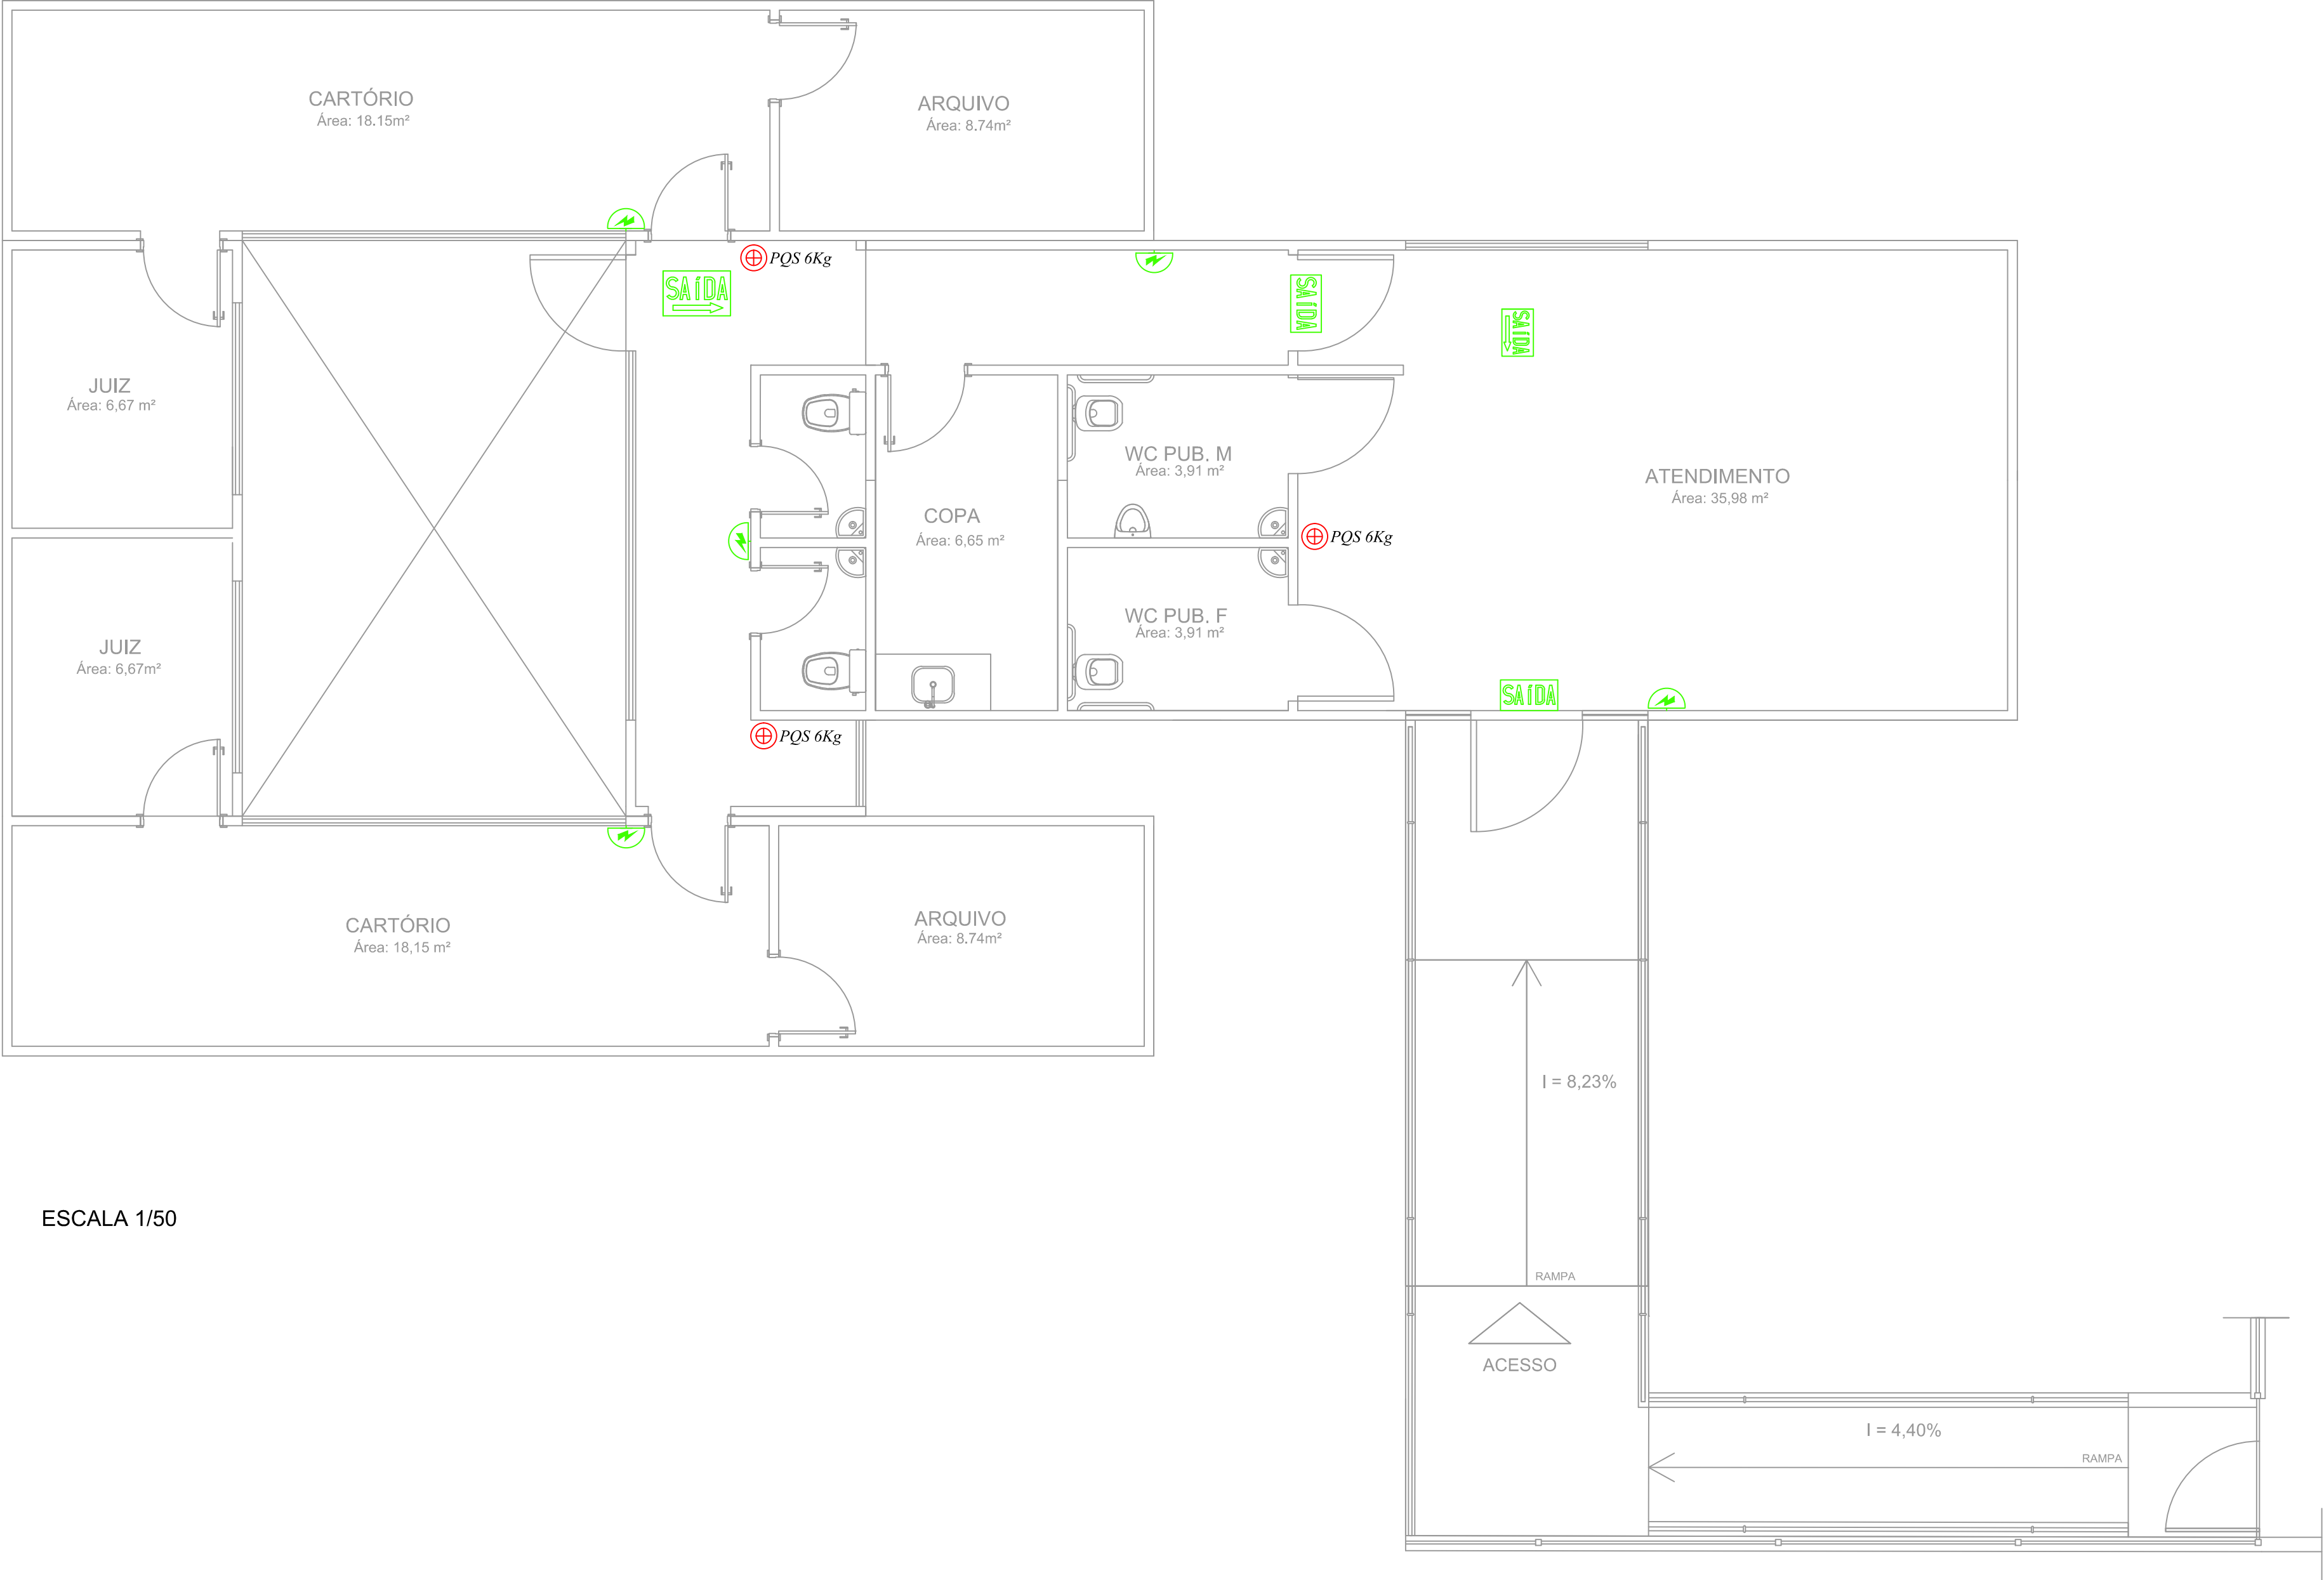 CARTÓRIO
Área: 18.15m²
ARQUIVO
Área: 8.74m²
PQS 6Kg
SAÍDA
SAÍDA
SAÍDA
JUIZ
Área: 6,67 m²
WC PUB. M
Área: 3,91 m²
ATENDIMENTO
Área: 35,98 m²
COPA
Área: 6,65 m²
PQS 6Kg
WC PUB. F
Área: 3,91 m²
JUIZ
Área: 6,67m²
SAÍDA
PQS 6Kg
CARTÓRIO
Área: 18,15 m²
ARQUIVO
Área: 8.74m²
I = 8,23%
ESCALA 1/50
RAMPA
ACESSO
I = 4,40%
RAMPA